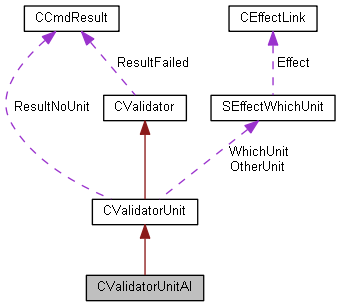 CCmdResult
CEffectLink
ResultFailed
Effect
ResultNoUnit
CValidator
SEffectWhichUnit
WhichUnit
OtherUnit
CValidatorUnit
CValidatorUnitAI